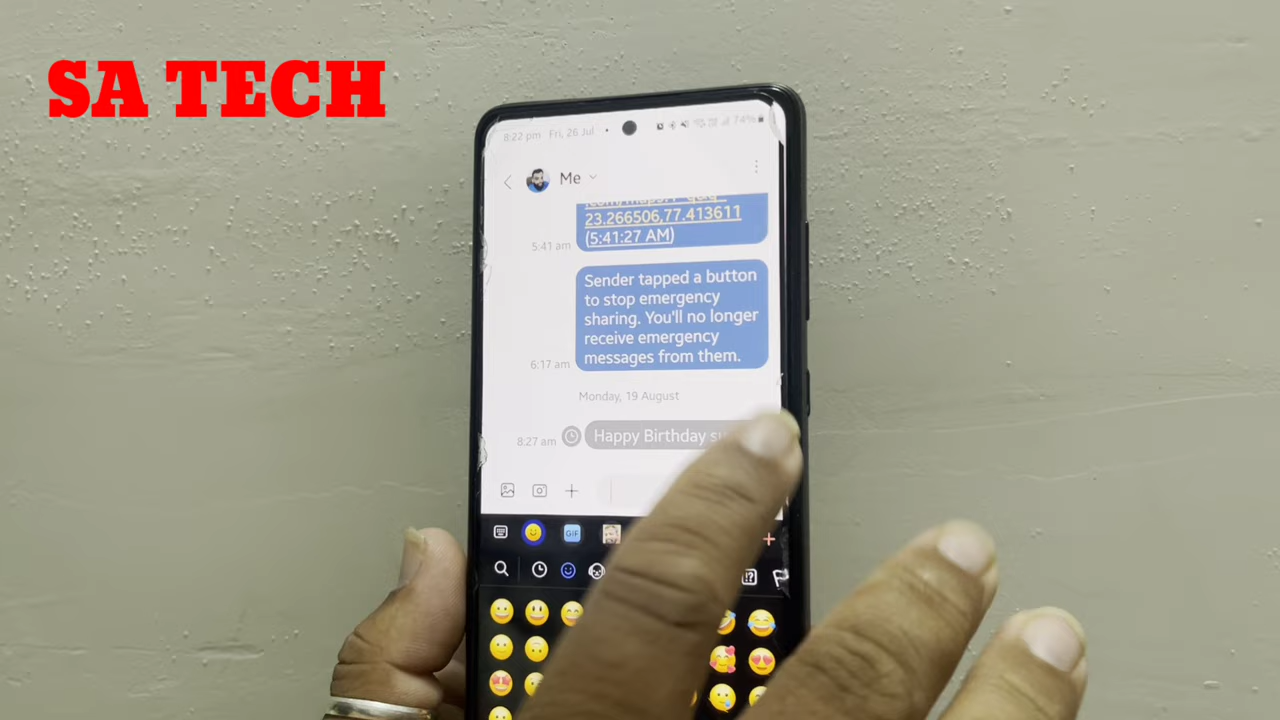 SA TECH
8:22 pm Fri, 26 Jul
74%
Me
23.266506,77.413611
(5:41:27 AM)
5:41 am
Sender tapped a button
to stop emergency
sharing. You'll no longer
receive emergency
messages from them.
6:17 am
Monday, 19 August
8:27 am
Happy Birthday
GIF
!?